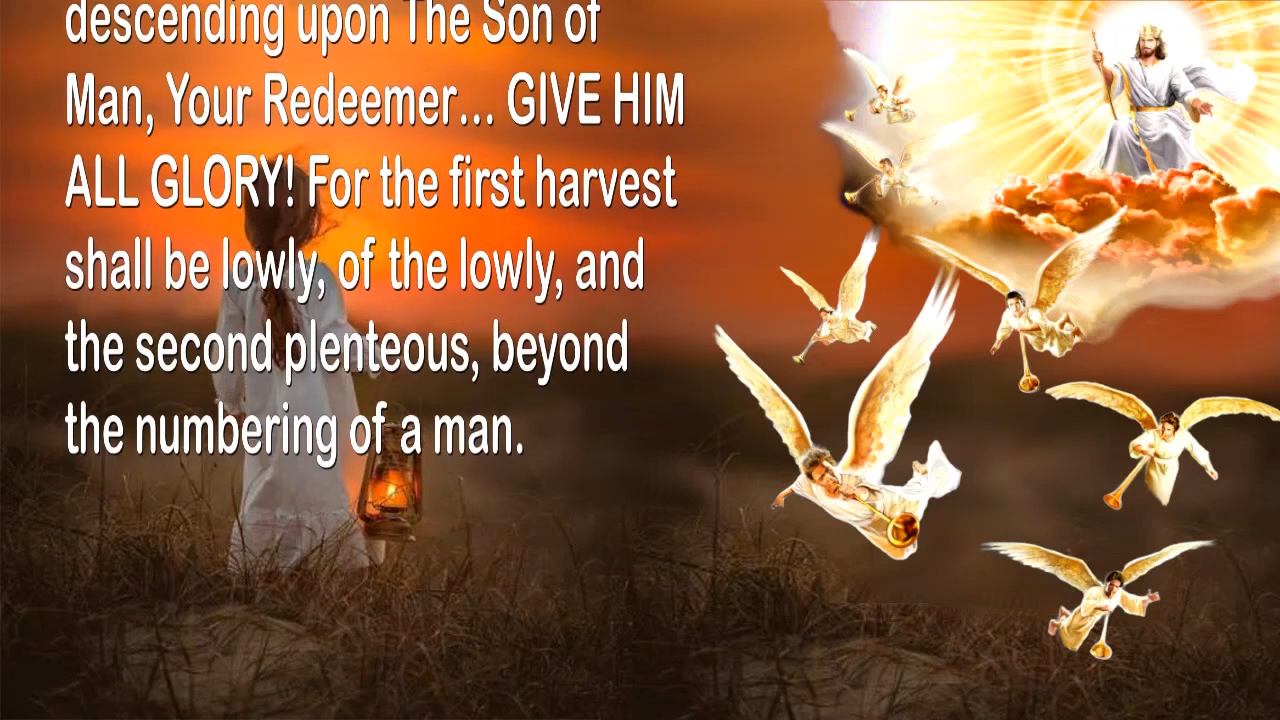 descending upon The Son of
Man, Your Redeemer... GIVE HIM
ALL GLORY! For the first harvest
shall be lowly, of the lowly, and
the second plenteous, beyond
the numbering of a man.